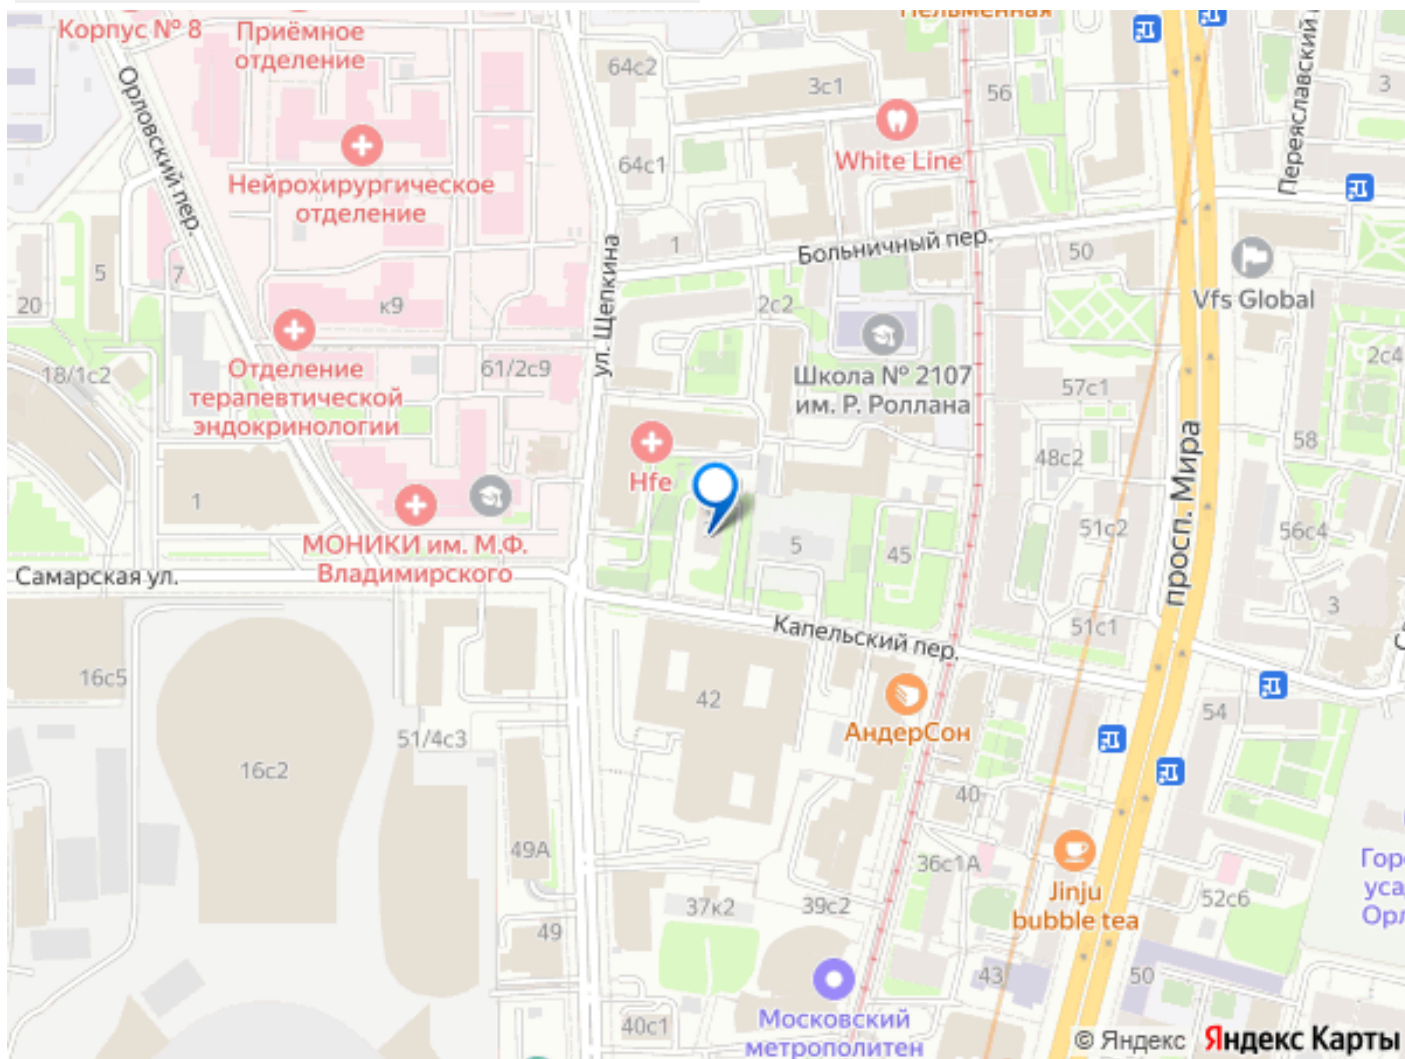 Пельменная
Корпус № 8
Приёмное
отделение
64с2
3с1
56
3
Переяславский
Орловский пер.
White Line
64с1
Нейрохирургическое
отделение
Больничный пер.
1
50
Vfs Global
5
7
20
к9
ул. Щепкина
2с2
Школа № 2107
им. Р. Роллана
61/2с9
Отделение
терапевтической
эндокринологии
18/1с2
2с4
57с1
58
48с2
Hfe
просп. Мира
1
51с2
56с4
5
45
МОНИКИ им. М.Ф.
Владимирского
Самарская ул.
3
Капельский пер.
51с1
16с5
42
АндерСон
54
51/4с3
16с2
40
49А
36с1А
Jinju
bubble tea
52с6
37к2
39с2
49
43
50
40с1
Московский
метрополитен
© Яндекс
Яндекс Карты